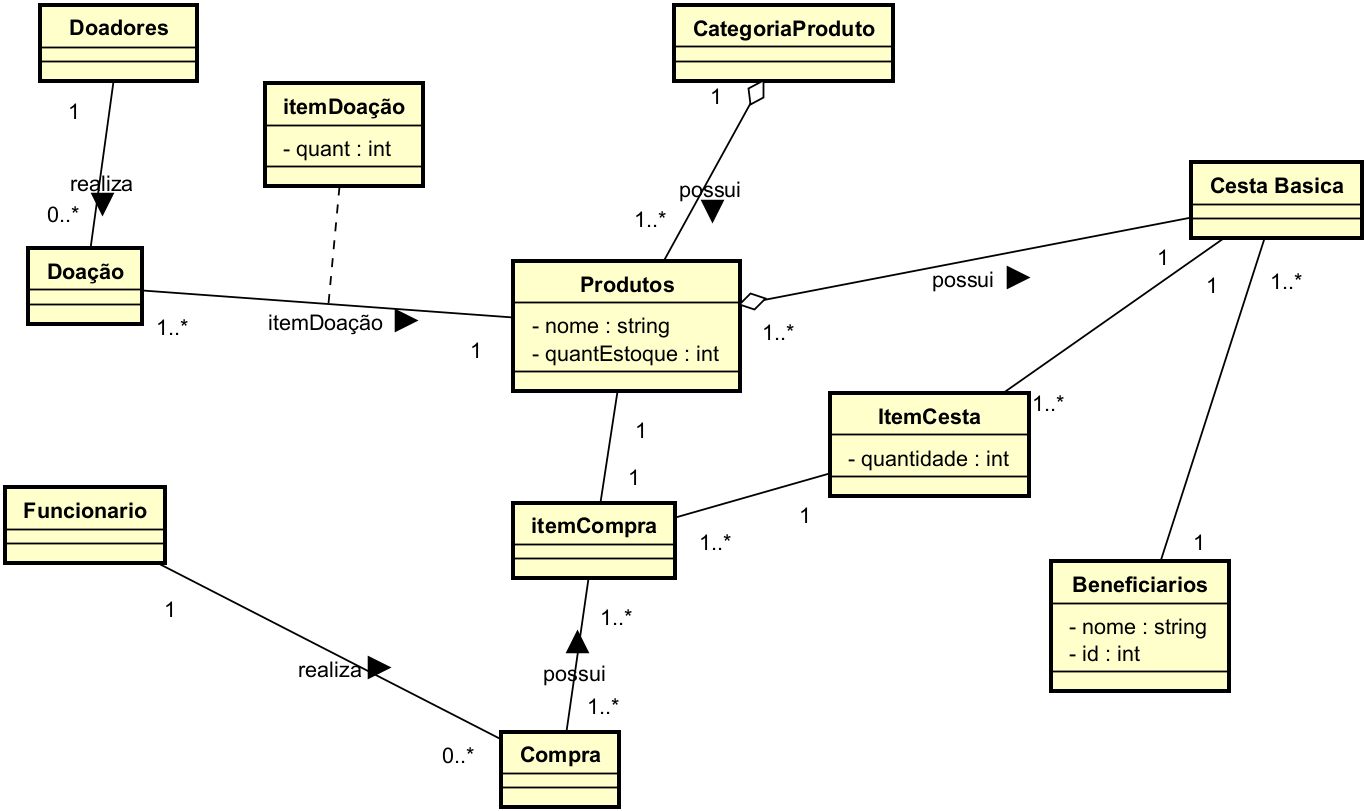 Doadores
CategoriaProduto
1
1
itemDoação
- quant : int
realiza
possui
Cesta Basica
0..*
1..*
Doação
Produtos
- nome : string
- quantEstoque : int
possui
1
1
1..*
1..*
itemDoação
1..*
1
ItemCesta
- quantidade : int
1..*
1
1
Funcionario
itemCompra
1
1..*
1
Beneficiarios
- nome : string
- id : int
1
1..*
realiza
possui
1..*
0..*
Compra